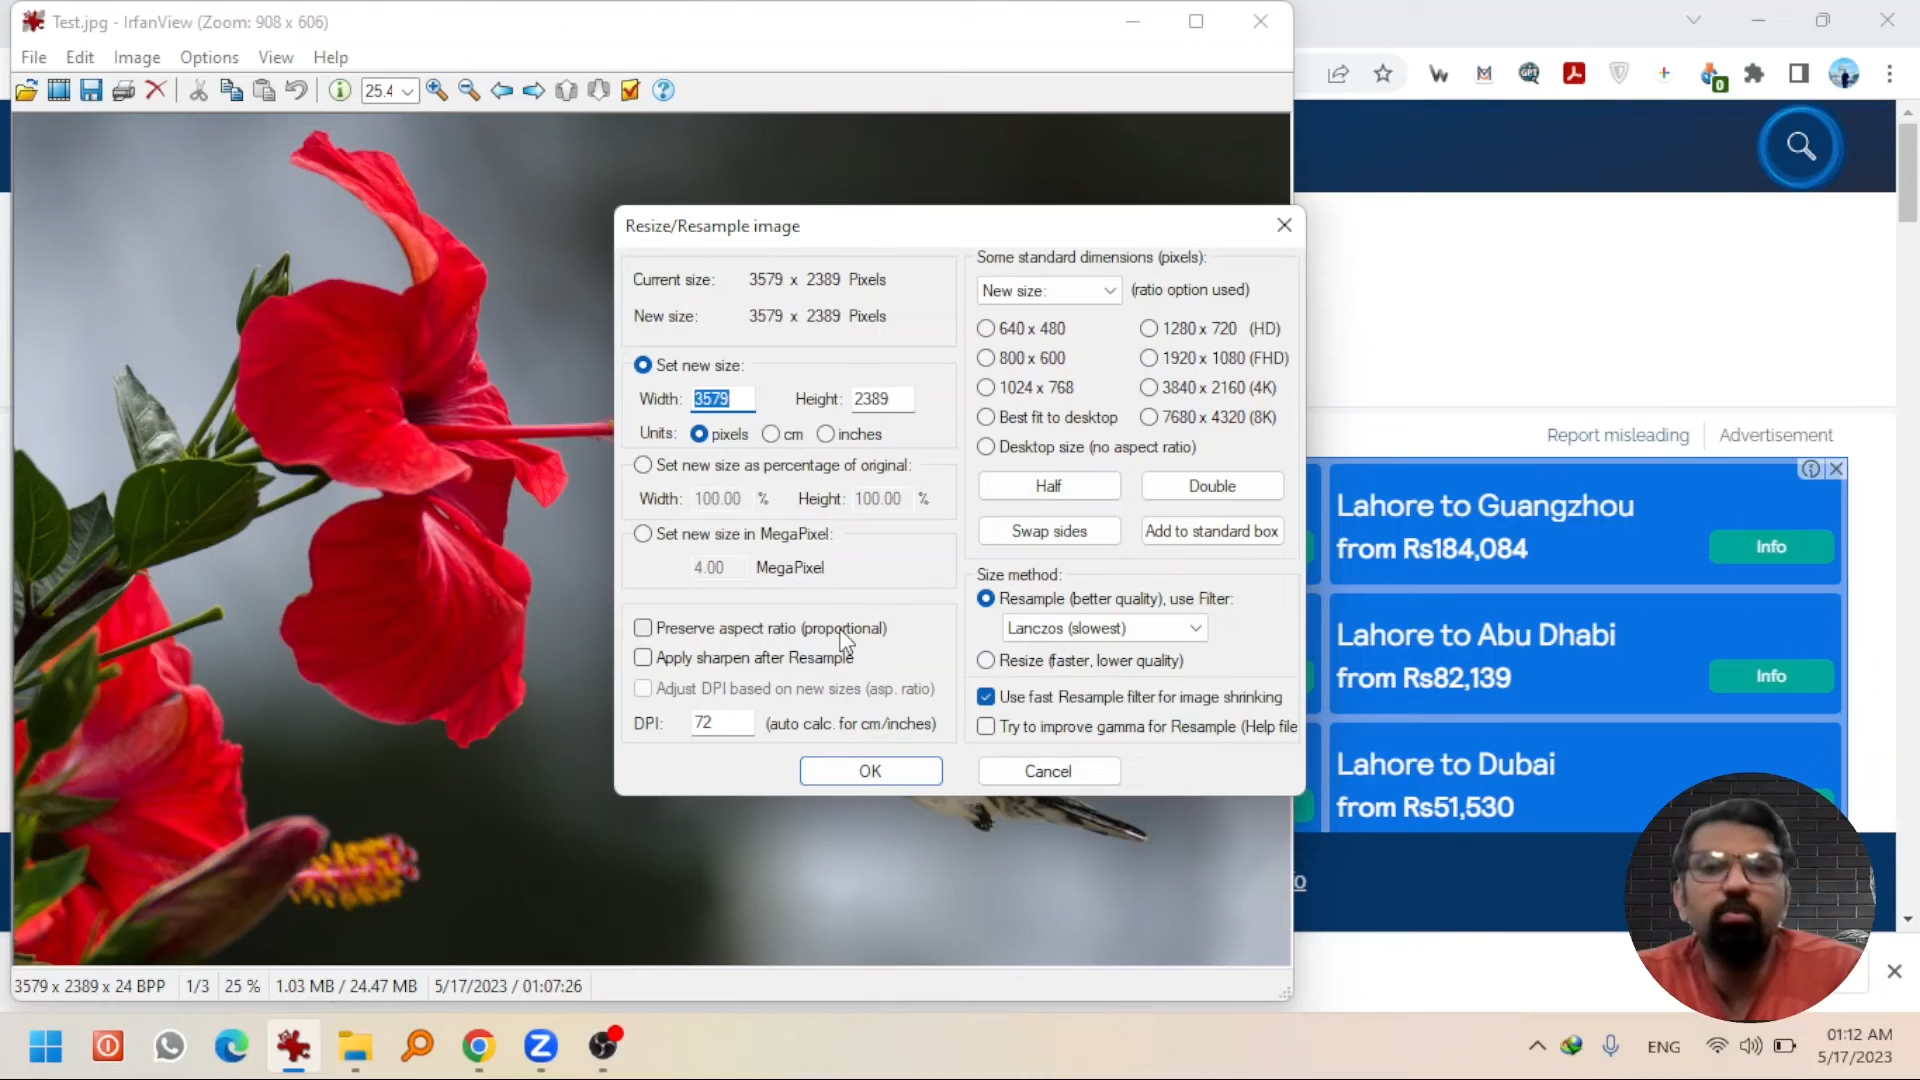 Test.jpg - IrfanView (Zoom: 908 x 606)
File Edit Image Options View Help
25.4
Resize/Resample image
Current size: 3579 x 2389 Pixels
New size: 3579 x 2389 Pixels
Set new size:
Width: 3579 Height: 2389
Units: pixels cm inches
Set new size as percentage of original:
Width: 100.00 % Height: 100.00 %
Set new size in MegaPixel:
4.00 MegaPixel
Preserve aspect ratio (proportional)
Apply sharpen after Resample
Adjust DPI based on new sizes (asp. ratio)
DPI: 72 (auto calc. for cm/inches)
OK
Some standard dimensions (pixels):
New size: (ratio option used)
640 x 480 1280 x 720 (HD)
800 x 600 1920 x 1080 (FHD)
1024 x 768 3840 x 2160 (4K)
Best fit to desktop 7680 x 4320 (8K)
Desktop size (no aspect ratio)
Half Double
Swap sides Add to standard box
Size method:
Resample (better quality), use Filter:
Lanczos (slowest)
Resize (faster, lower quality)
Use fast Resample filter for image shrinking
Try to improve gamma for Resample (Help file
Cancel
Report misleading Advertisement
Lahore to Guangzhou
from Rs184,084
Info
Lahore to Abu Dhabi
from Rs82,139
Info
Lahore to Dubai
from Rs51,530
3579 x 2389 x 24 BPP 1/3 25 % 1.03 MB / 24.47 MB 5/17/2023 / 01:07:26
ENG
01:12 AM
5/17/2023